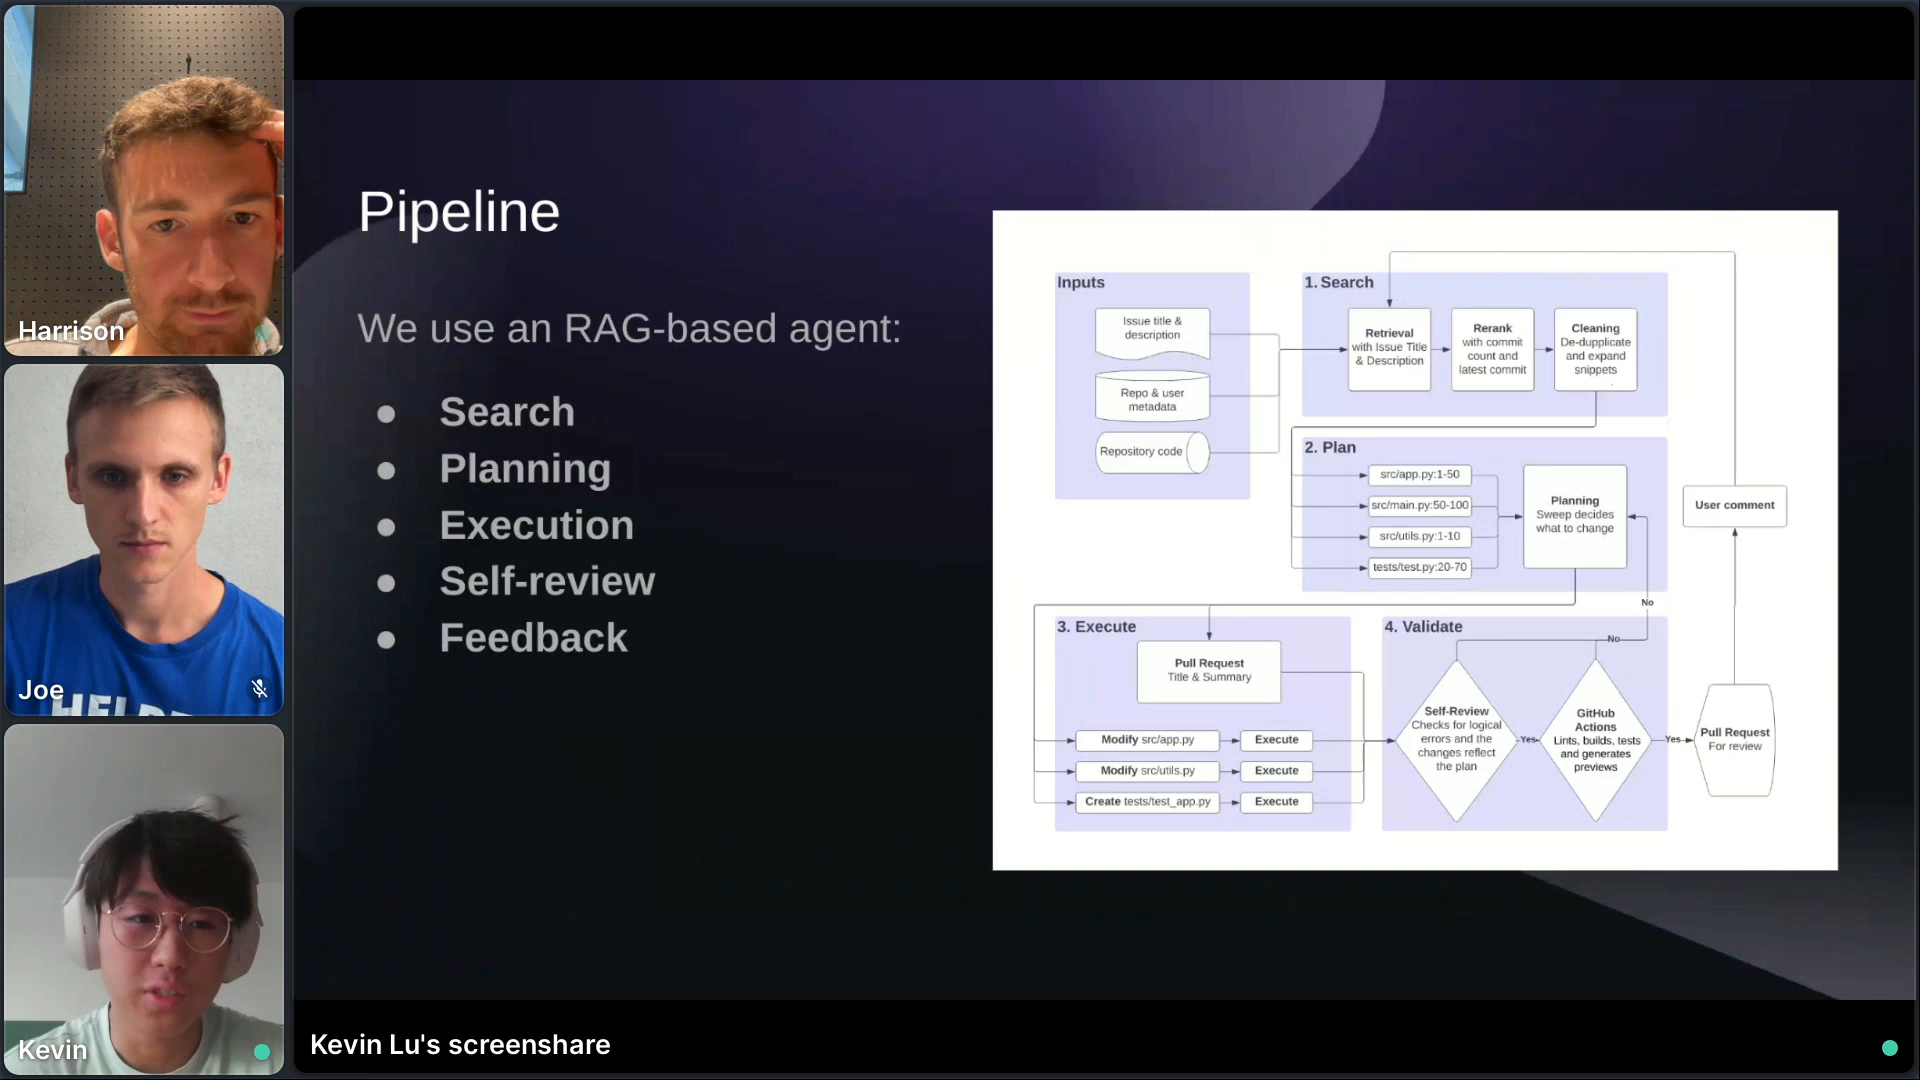 Harrison
Joe
HELP
Kevin
Pipeline
We use an RAG-based agent:
● Search
● Planning
● Execution
● Self-review
● Feedback
Inputs
Issue title &
description
Repo & user
metadata
Repository code
1. Search
Retrieval
with Issue Title
& Description
Rerank
with commit
count and
latest commit
Cleaning
De-dupplicate
and expand
snippets
2. Plan
src/app.py:1-50
src/main.py:50-100
src/utils.py:1-10
tests/test.py:20-70
Planning
Sweep decides
what to change
User comment
No
No
3. Execute
Pull Request
Title & Summary
Modify src/app.py
Execute
Modify src/utils.py
Execute
Create tests/test_app.py
Execute
4. Validate
Self-Review
Checks for logical
errors and the
changes reflect
the plan
Yes
GitHub
Actions
Lints, builds, tests
and generates
previews
Yes
Pull Request
For review
Kevin Lu's screenshare